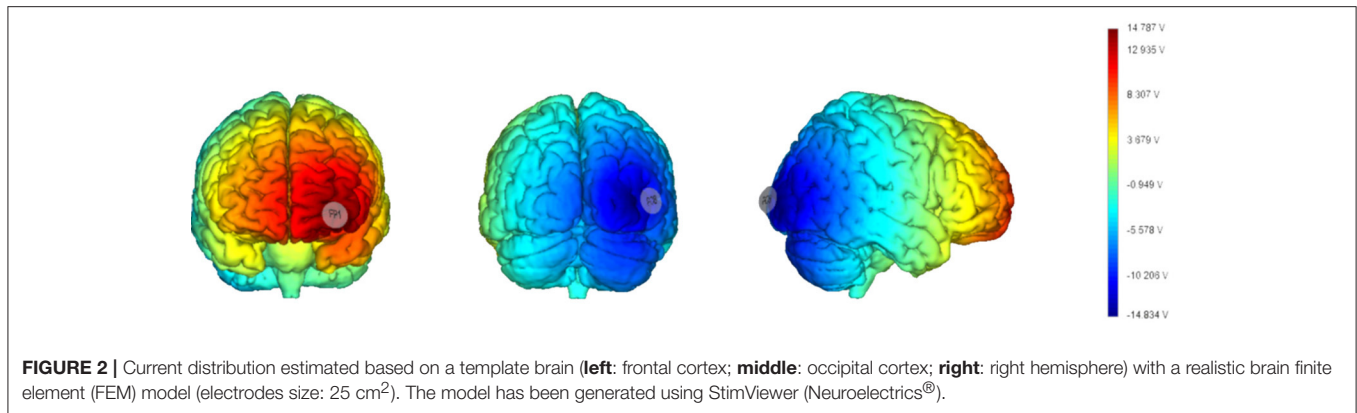 14 787 V
12 935 V
8.307 V
3 679 V
-0.949 V
-5 578 V
-10 206 V
-14 834 V
FP1
FIGURE 2 | Current distribution estimated based on a template brain (left: frontal cortex; middle: occipital cortex; right: right hemisphere) with a realistic brain finite
element (FEM) model (electrodes size: 25 cm²). The model has been generated using StimViewer (Neuroelectrics®).